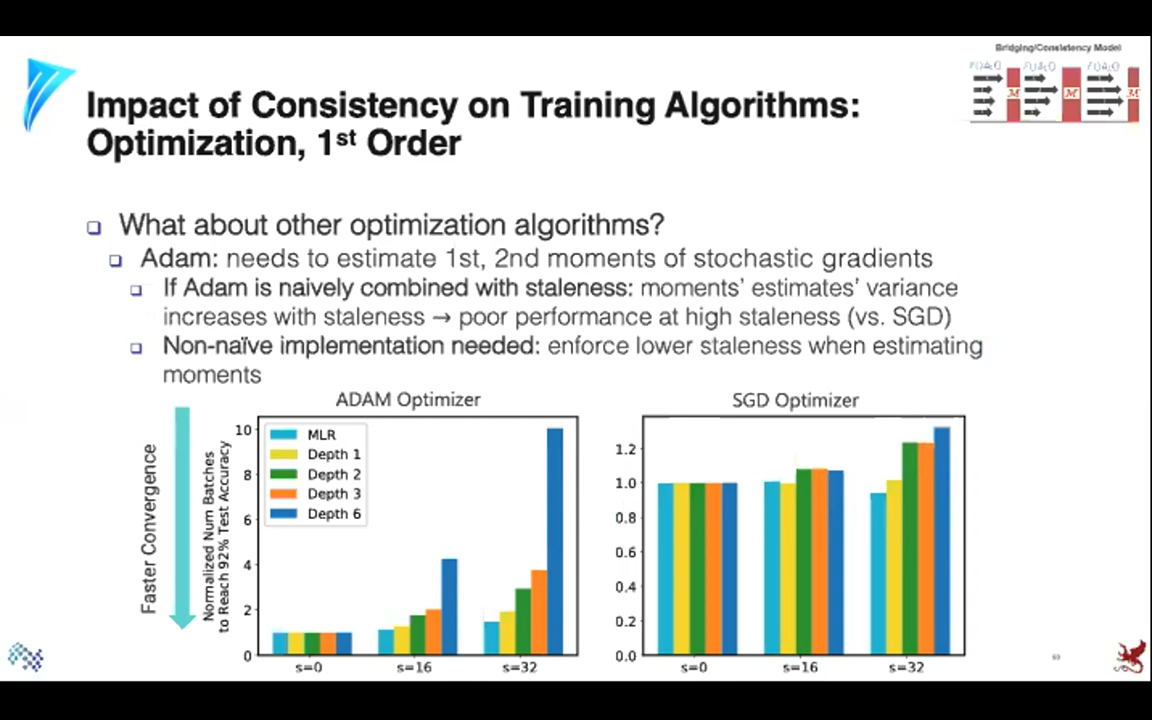 Bridging/Consistency Model
Impact of Consistency on Training Algorithms:
Optimization, 1st Order
What about other optimization algorithms?
Adam: needs to estimate 1st, 2nd moments of stochastic gradients
If Adam is naively combined with staleness: moments' estimates' variance
increases with staleness → poor performance at high staleness (vs. SGD)
Non-naïve implementation needed: enforce lower staleness when estimating
moments
Faster Convergence
Normalized Num Batches
to Reach 92% Test Accuracy
ADAM Optimizer
10
8
6
4
2
0
MLR
Depth 1
Depth 2
Depth 3
Depth 6
s=0
s=16
s=32
SGD Optimizer
1.2
1.0
0.8
0.6
0.4
0.2
0.0
s=0
s=16
s=32